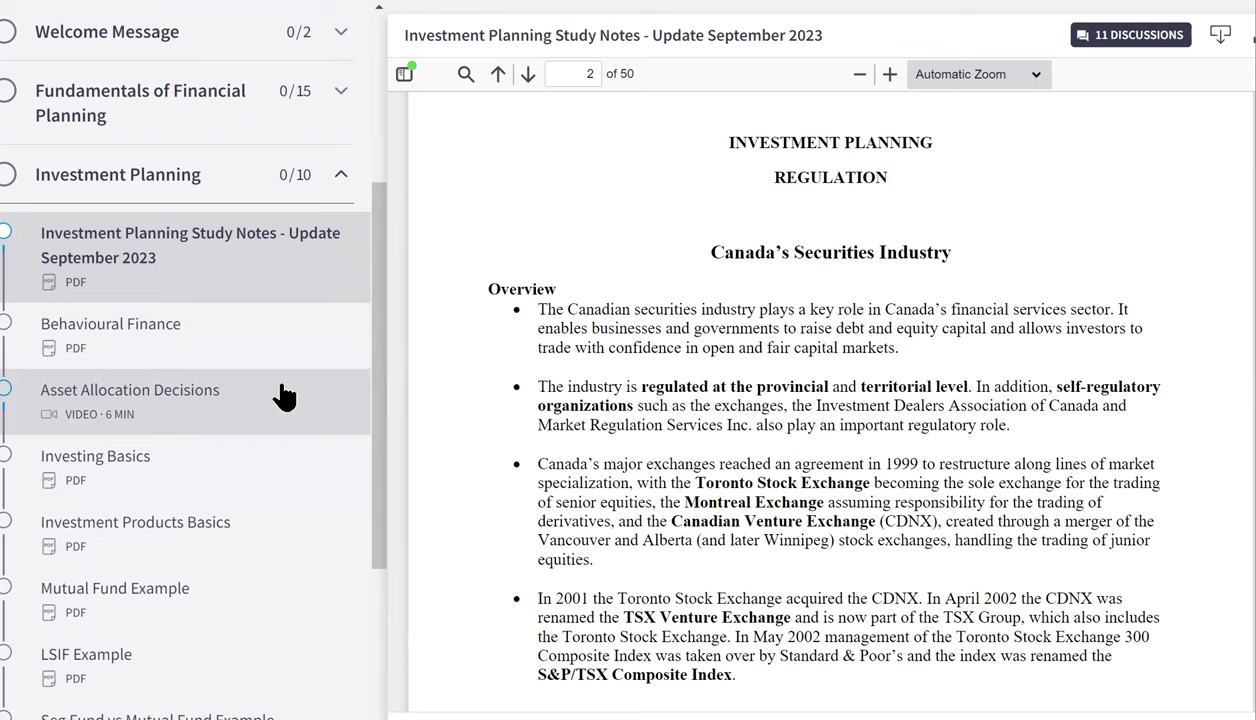 Welcome Message 0/2
Fundamentals of Financial 0/15
Planning
Investment Planning 0/10
Investment Planning Study Notes - Update
September 2023
PDF
Behavioural Finance
PDF
Asset Allocation Decisions
VIDEO · 6 MIN
Investing Basics
PDF
Investment Products Basics
PDF
Mutual Fund Example
PDF
LSIF Example
PDF
Seg Fund vs Mutual Fund Example
Investment Planning Study Notes - Update September 2023
11 DISCUSSIONS
2 of 50
Automatic Zoom
INVESTMENT PLANNING
REGULATION
Canada's Securities Industry
Overview
• The Canadian securities industry plays a key role in Canada's financial services sector. It
enables businesses and governments to raise debt and equity capital and allows investors to
trade with confidence in open and fair capital markets.
• The industry is regulated at the provincial and territorial level. In addition, self-regulatory
organizations such as the exchanges, the Investment Dealers Association of Canada and
Market Regulation Services Inc. also play an important regulatory role.
• Canada's major exchanges reached an agreement in 1999 to restructure along lines of market
specialization, with the Toronto Stock Exchange becoming the sole exchange for the trading
of senior equities, the Montreal Exchange assuming responsibility for the trading of
derivatives, and the Canadian Venture Exchange (CDNX), created through a merger of the
Vancouver and Alberta (and later Winnipeg) stock exchanges, handling the trading of junior
equities.
• In 2001 the Toronto Stock Exchange acquired the CDNX. In April 2002 the CDNX was
renamed the TSX Venture Exchange and is now part of the TSX Group, which also includes
the Toronto Stock Exchange. In May 2002 management of the Toronto Stock Exchange 300
Composite Index was taken over by Standard & Poor's and the index was renamed the
S&P/TSX Composite Index.